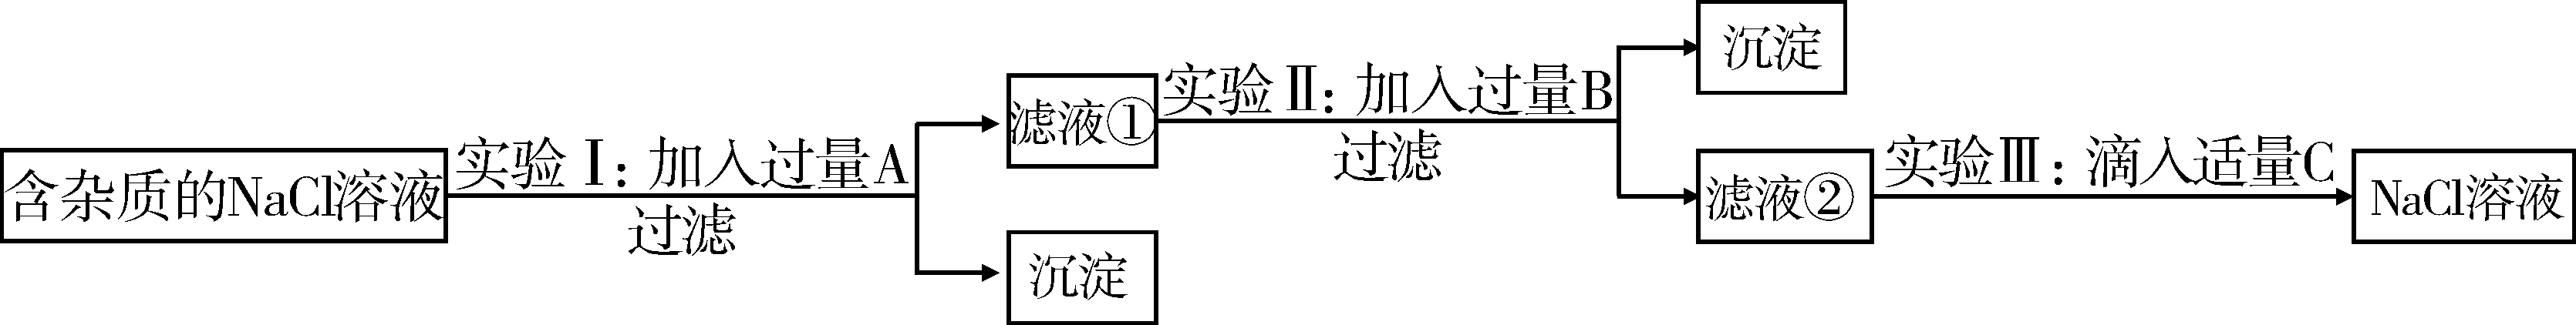 含杂质的NaCl溶液
实验Ⅰ：加入过量A
过滤
滤液①
沉淀
实验Ⅱ：加入过量B
过滤
沉淀
滤液②
实验Ⅲ：滴入适量C
NaCl溶液